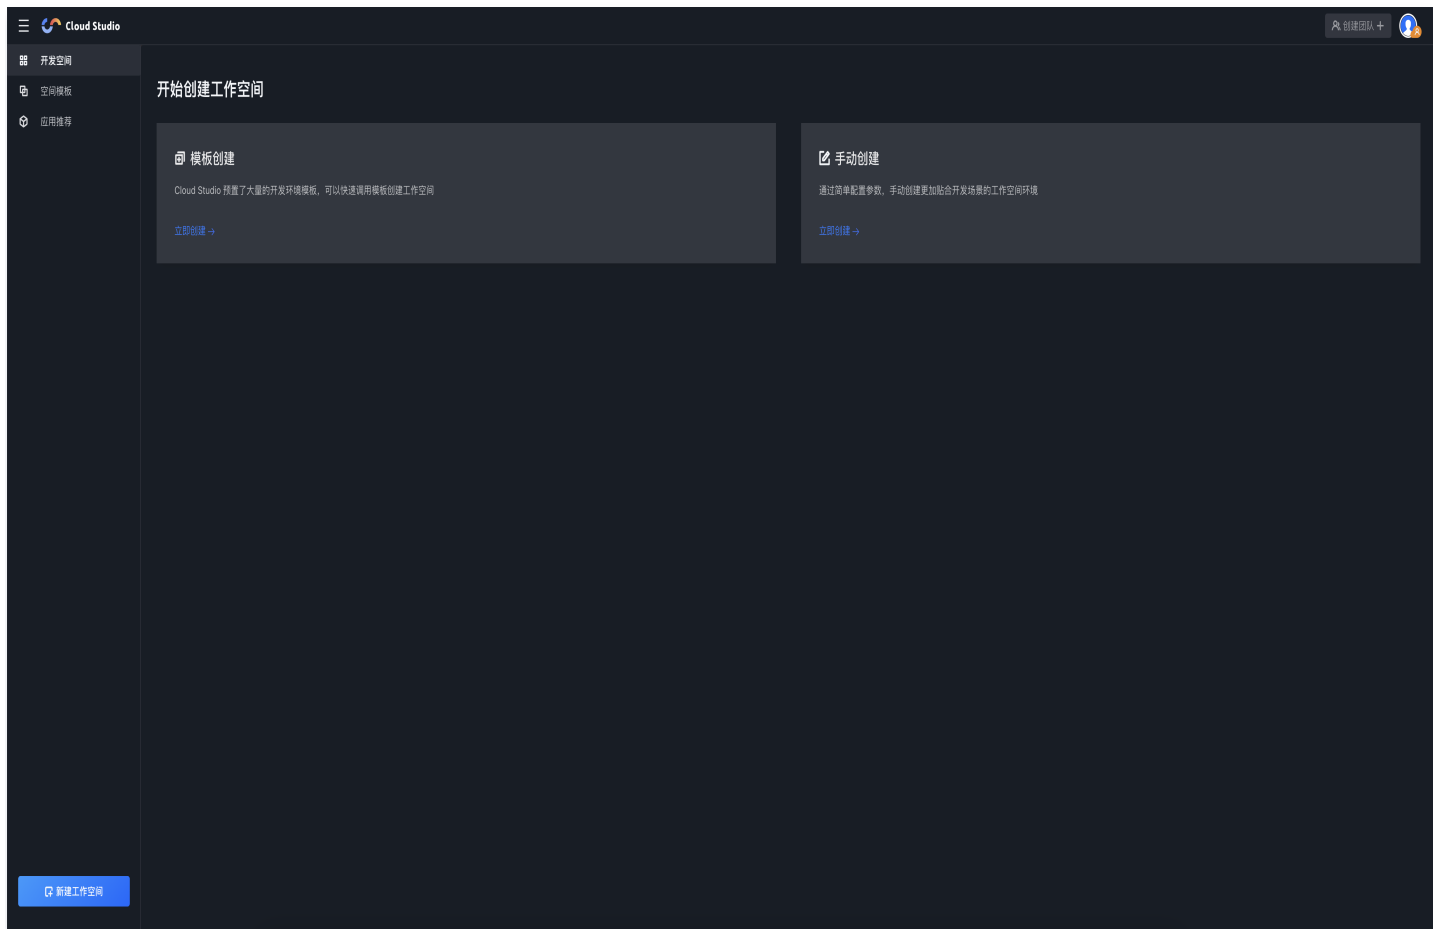 Cloud Studio
创建团队
开发空间
空间模板
应用推荐
开始创建工作空间
模板创建
Cloud Studio 预置了大量的开发环境模板，可以快速调用模板创建工作空间
立即创建→
手动创建
通过简单配置参数，手动创建更加贴合开发场景的工作空间环境
立即创建→
新建工作空间